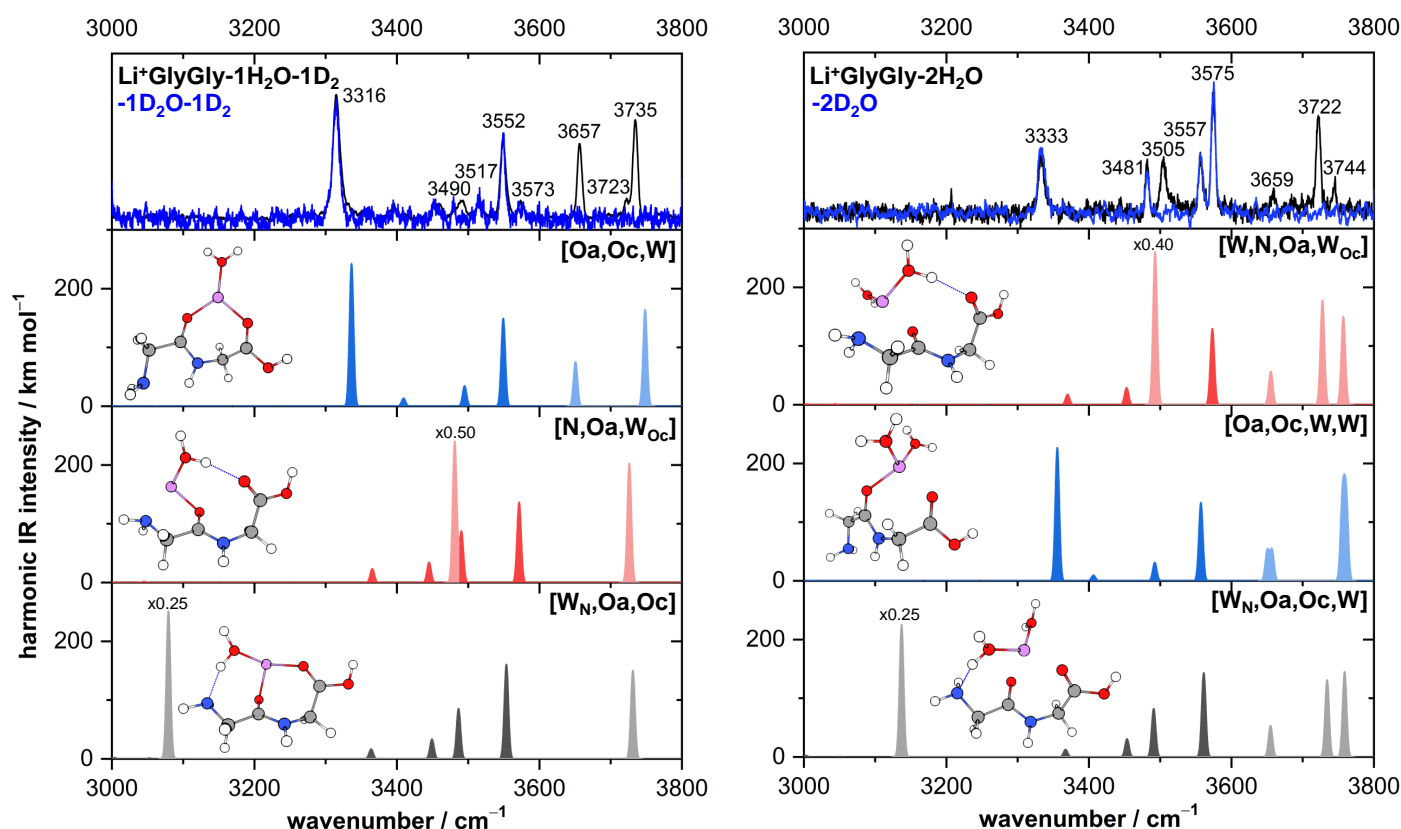 3000 3200 3400 3600 3800
Li⁺GlyGly-1H₂O-1D₂
-1D₂O-1D₂
3316
3490
3517
3552
3573
3657
3723
3735
[Oa,Oc,W]
200
0
[N,Oa,W_Oc]
x0.50
200
0
[W_N,Oa,Oc]
x0.25
200
0
3000 3200 3400 3600 3800
wavenumber / cm⁻¹
harmonic IR intensity / km mol⁻¹
3000 3200 3400 3600 3800
Li⁺GlyGly-2H₂O
-2D₂O
3333
3481
3505
3557
3575
3659
3722
3744
[W,N,Oa,W_Oc]
x0.40
200
0
[Oa,Oc,W,W]
200
0
[W_N,Oa,Oc,W]
x0.25
200
0
3000 3200 3400 3600 3800
wavenumber / cm⁻¹